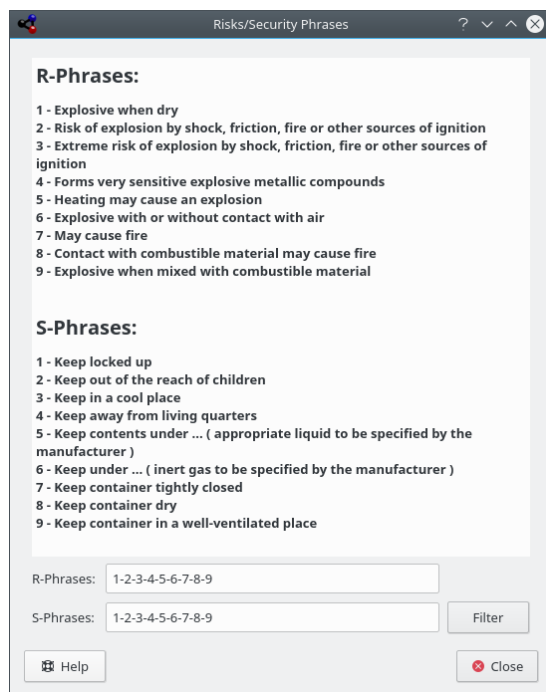 Risks/Security Phrases
R-Phrases:
1 - Explosive when dry
2 - Risk of explosion by shock, friction, fire or other sources of ignition
3 - Extreme risk of explosion by shock, friction, fire or other sources of
ignition
4 - Forms very sensitive explosive metallic compounds
5 - Heating may cause an explosion
6 - Explosive with or without contact with air
7 - May cause fire
8 - Contact with combustible material may cause fire
9 - Explosive when mixed with combustible material
S-Phrases:
1 - Keep locked up
2 - Keep out of the reach of children
3 - Keep in a cool place
4 - Keep away from living quarters
5 - Keep contents under ... ( appropriate liquid to be specified by the
manufacturer )
6 - Keep under ... ( inert gas to be specified by the manufacturer )
7 - Keep container tightly closed
8 - Keep container dry
9 - Keep container in a well-ventilated place
R-Phrases: 1-2-3-4-5-6-7-8-9
S-Phrases: 1-2-3-4-5-6-7-8-9 Filter
Help Close